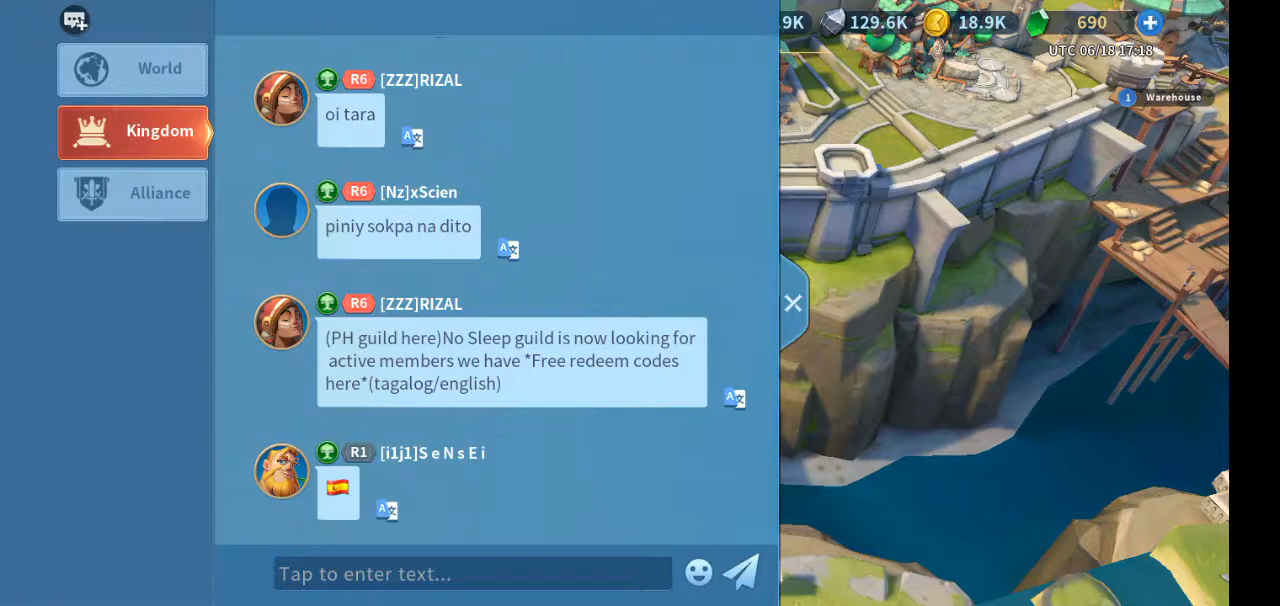 .9K 129.6K 18.9K 690
UTC 06/18 17:18
1 Warehouse
World
Kingdom
Alliance
R6 [ZZZ]RIZAL
oi tara
R6 [Nz]xScien
piniy sokpa na dito
R6 [ZZZ]RIZAL
(PH guild here)No Sleep guild is now looking for
active members we have *Free redeem codes
here*(tagalog/english)
R1 [i1j1]S e N s E i
Tap to enter text...